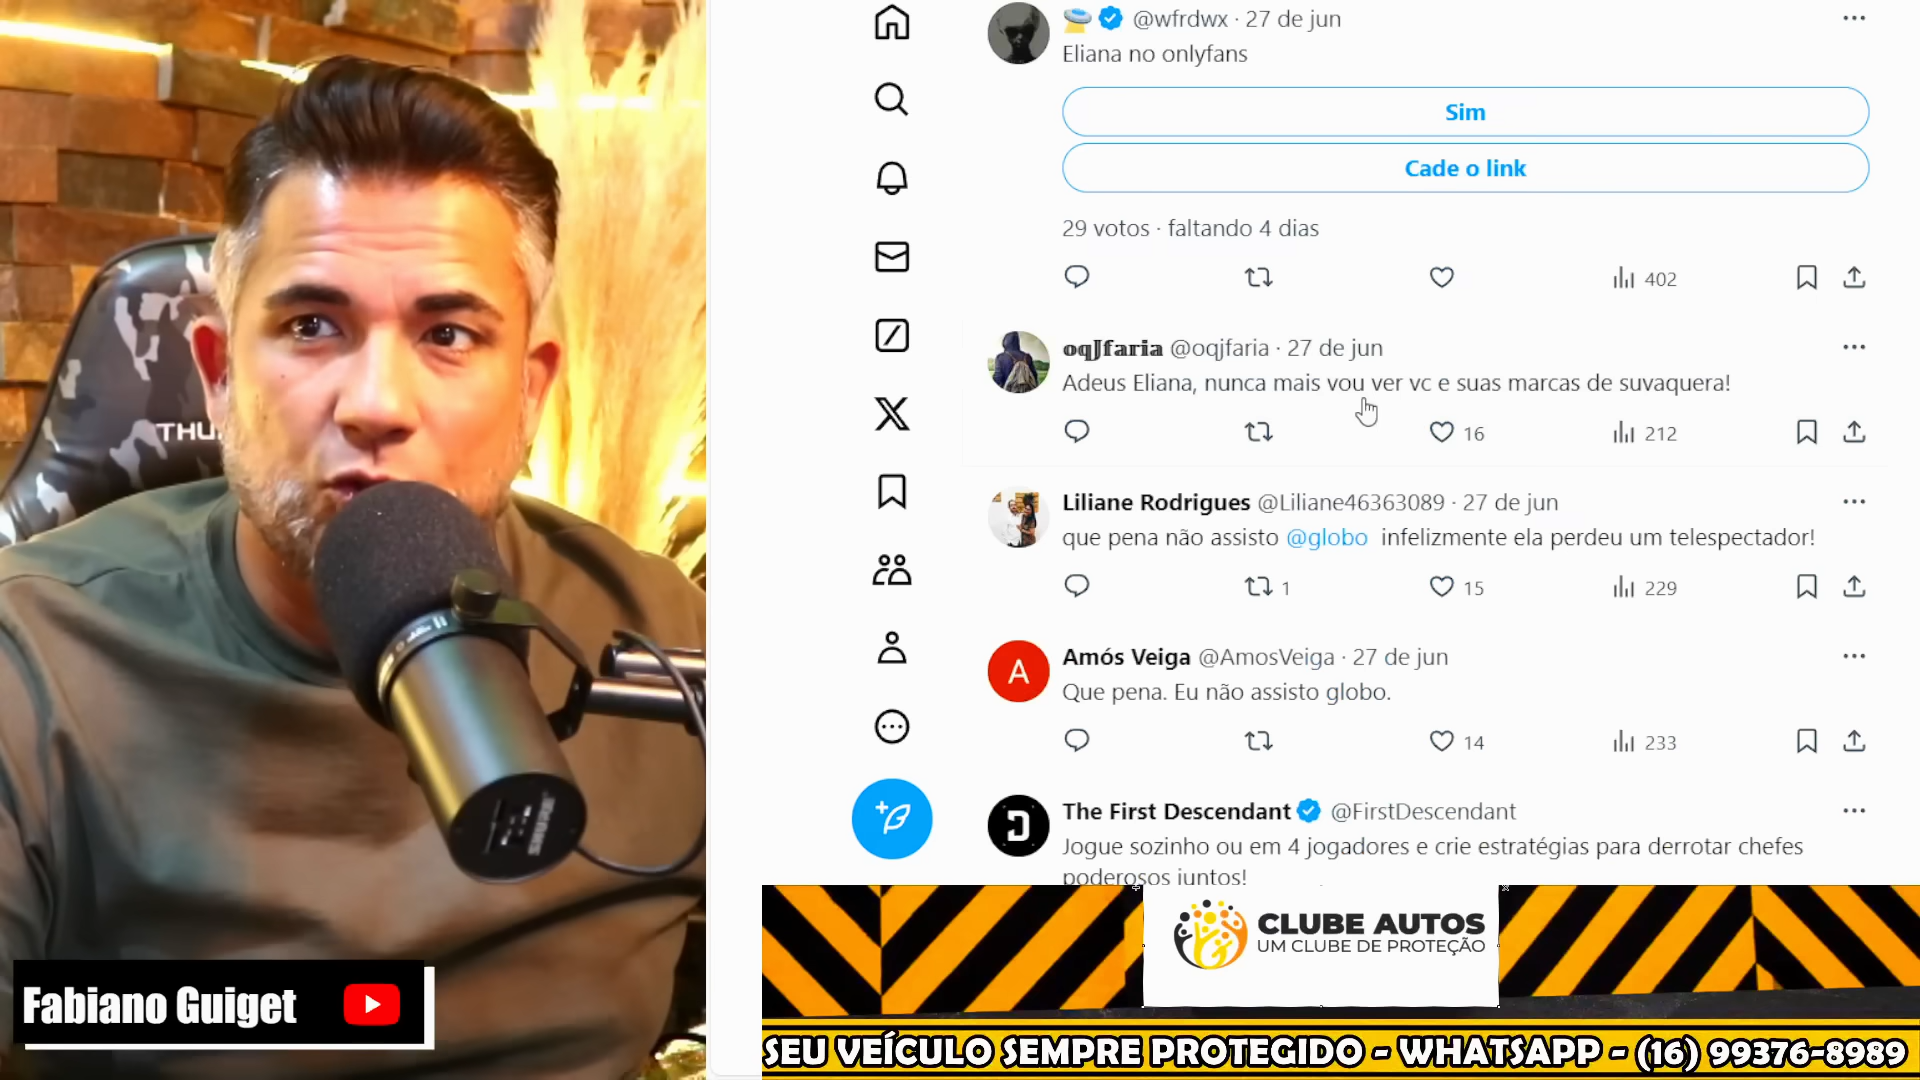 @wfrdwx · 27 de jun
Eliana no onlyfans
Sim
Cade o link
29 votos · faltando 4 dias
402
oqJfaria @oqjfaria · 27 de jun
Adeus Eliana, nunca mais vou ver vc e suas marcas de suvaquera!
16 212
Liliane Rodrigues @Liliane46363089 · 27 de jun
que pena não assisto @globo infelizmente ela perdeu um telespectador!
1 15 229
Amós Veiga @AmosVeiga · 27 de jun
A
Que pena. Eu não assisto globo.
14 233
The First Descendant @FirstDescendant
Jogue sozinho ou em 4 jogadores e crie estratégias para derrotar chefes
poderosos juntos!
THU
SHURE
Fabiano Guiget
CLUBE AUTOS
UM CLUBE DE PROTEÇÃO
SEU VEÍCULO SEMPRE PROTEGIDO - WHATSAPP - (16) 99376-8989